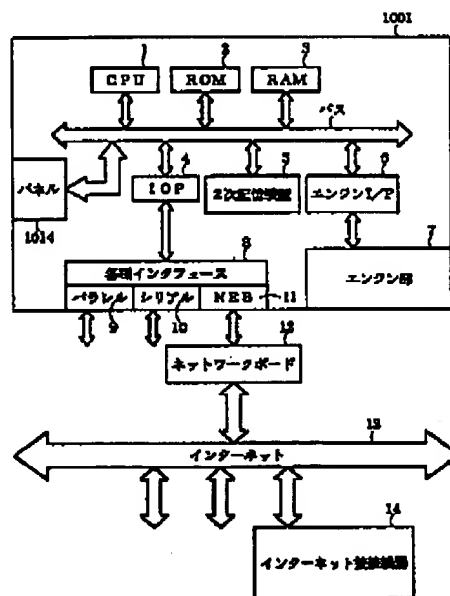 1001
1
2
3
CPU
ROM
RAM
バス
パネル
1014
4
IOP
5
2次記憶装置
6
エンジンI/F
7
エンジン部
8
各種インタフェース
パラレル
シリアル
NEB
9
10
11
12
ネットワークボード
13
インターネット
14
インターネット接続機器